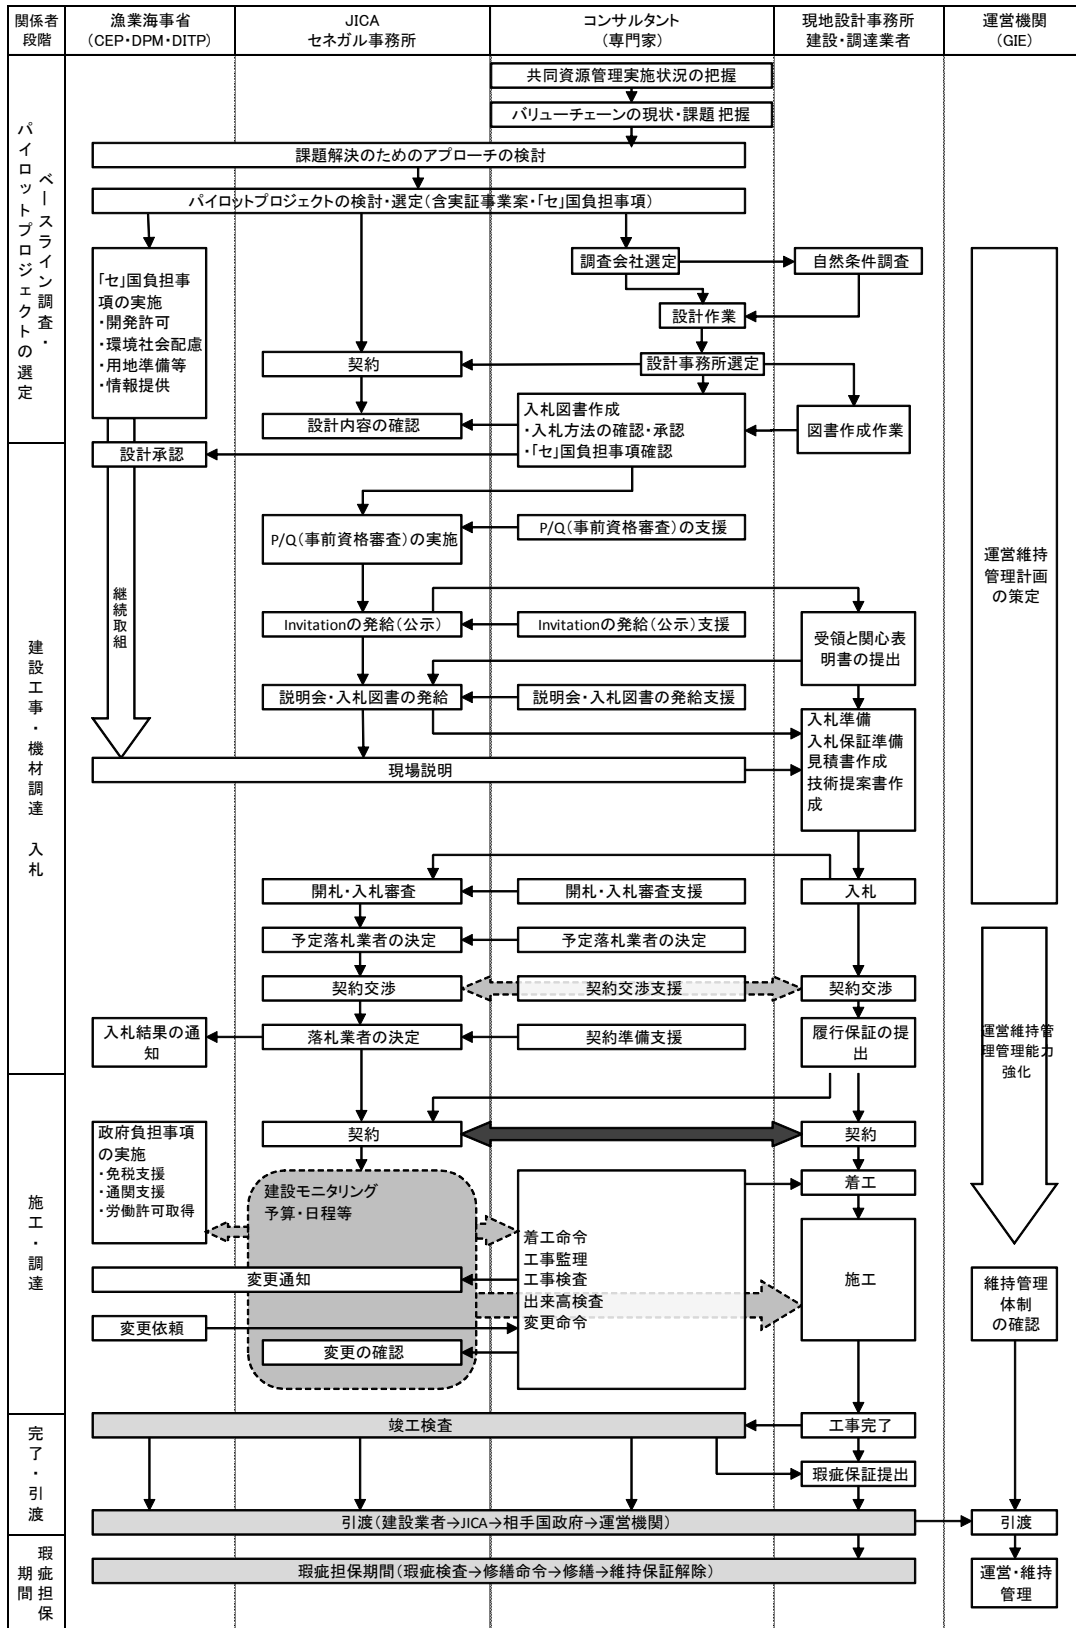 関係者
段階
漁業海事省
(CEP・DPM・DITP)
JICA
セネガル事務所
コンサルタント
(専門家)
現地設計事務所
建設・調達業者
運営機関
(GIE)
ベースライン調査・
パイロットプロジェクトの選定
共同資源管理実施状況の把握
バリューチェーンの現状・課題 把握
課題解決のためのアプローチの検討
パイロットプロジェクトの検討・選定(含実証事業案・「セ」国負担事項)
「セ」国負担事
項の実施
・開発許可
・環境社会配慮
・用地準備等
・情報提供
調査会社選定
自然条件調査
設計作業
契約
設計事務所選定
設計内容の確認
入札図書作成
・入札方法の確認・承認
・「セ」国負担事項確認
図書作成作業
建設工事・機材調達 入札
設計承認
継続取組
P/Q(事前資格審査)の実施
P/Q(事前資格審査)の支援
運営維持
管理計画
の策定
Invitationの発給(公示)
Invitationの発給(公示)支援
受領と関心表
明書の提出
説明会・入札図書の発給
説明会・入札図書の発給支援
入札準備
入札保証準備
見積書作成
技術提案書作
成
現場説明
開札・入札審査
開札・入札審査支援
入札
予定落札業者の決定
予定落札業者の決定
契約交渉
契約交渉支援
契約交渉
入札結果の通
知
落札業者の決定
契約準備支援
履行保証の提
出
運営維持管
理管理能力
強化
施工・調達
政府負担事項
の実施
・免税支援
・通関支援
・労働許可取得
契約
契約
建設モニタリング
予算・日程等
着工
着工命令
工事監理
工事検査
出来高検査
変更命令
施工
変更通知
変更依頼
変更の確認
維持管理
体制
の確認
完了・引渡
竣工検査
工事完了
瑕疵保証提出
引渡(建設業者→JICA→相手国政府→運営機関)
引渡
瑕疵担保
期間
瑕疵担保期間(瑕疵検査→修繕命令→修繕→維持保証解除)
運営・維持
管理